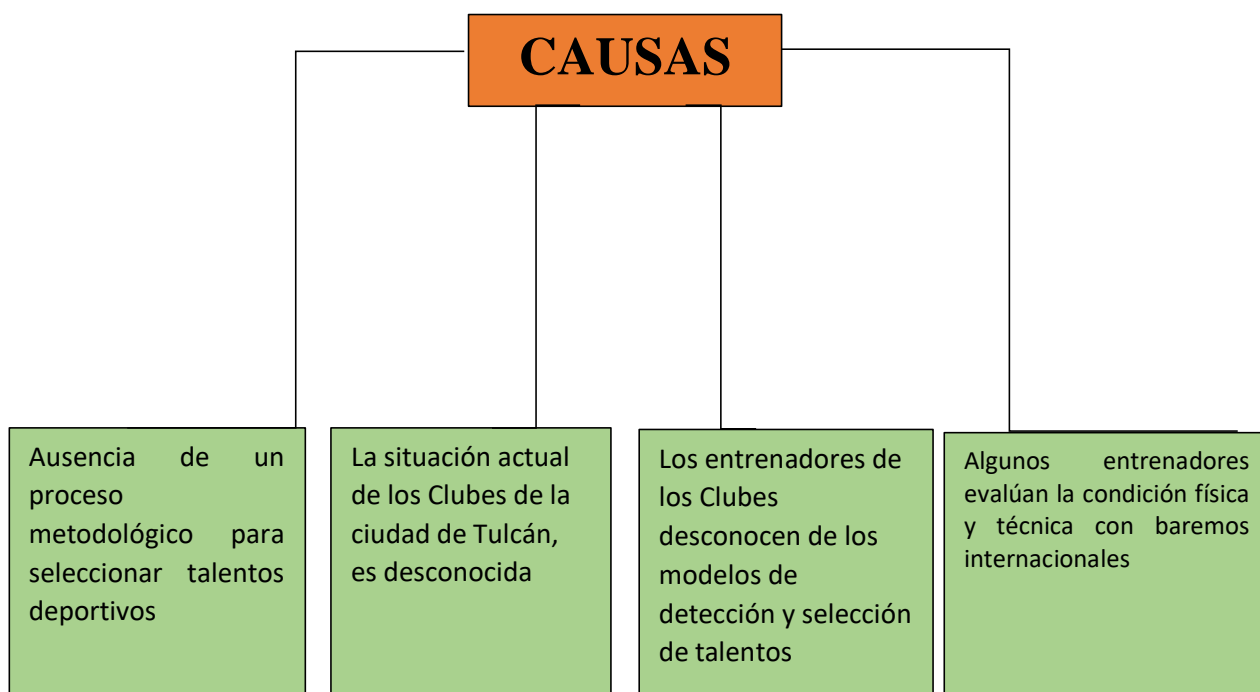 CAUSAS
Ausencia de un
proceso
metodológico para
seleccionar talentos
deportivos
La situación actual
de los Clubes de la
ciudad de Tulcán,
es desconocida
Los entrenadores de
los Clubes
desconocen de los
modelos de
detección y selección
de talentos
Algunos entrenadores
evalúan la condición física
y técnica con baremos
internacionales